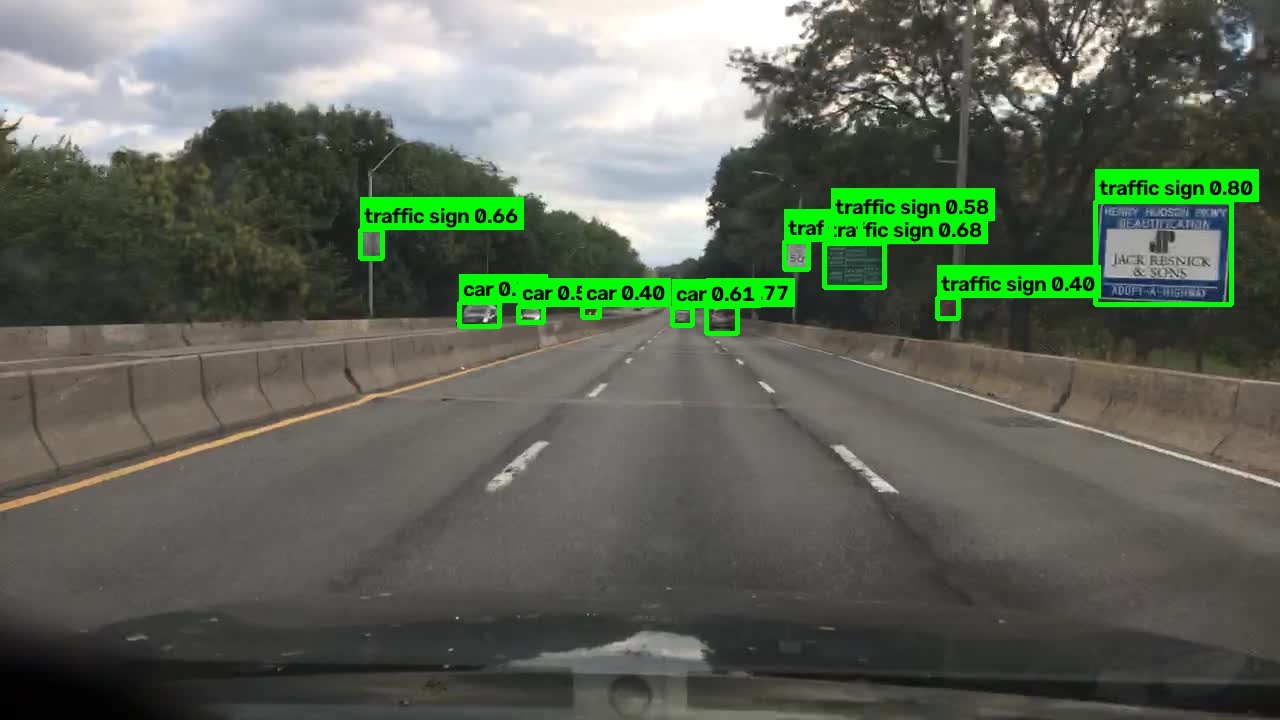 traffic sign 0.66
traffic sign 0.58
traf
traffic sign 0.68
traffic sign 0.80
traffic sign 0.40
car 0.
car 0.5
car 0.40
car 0.61
.77
50
HENRY HUDSON PKWY
BEAUTIFICATION
JR
JACK RESNICK
& SONS
ADOPT-A-HIGHWAY